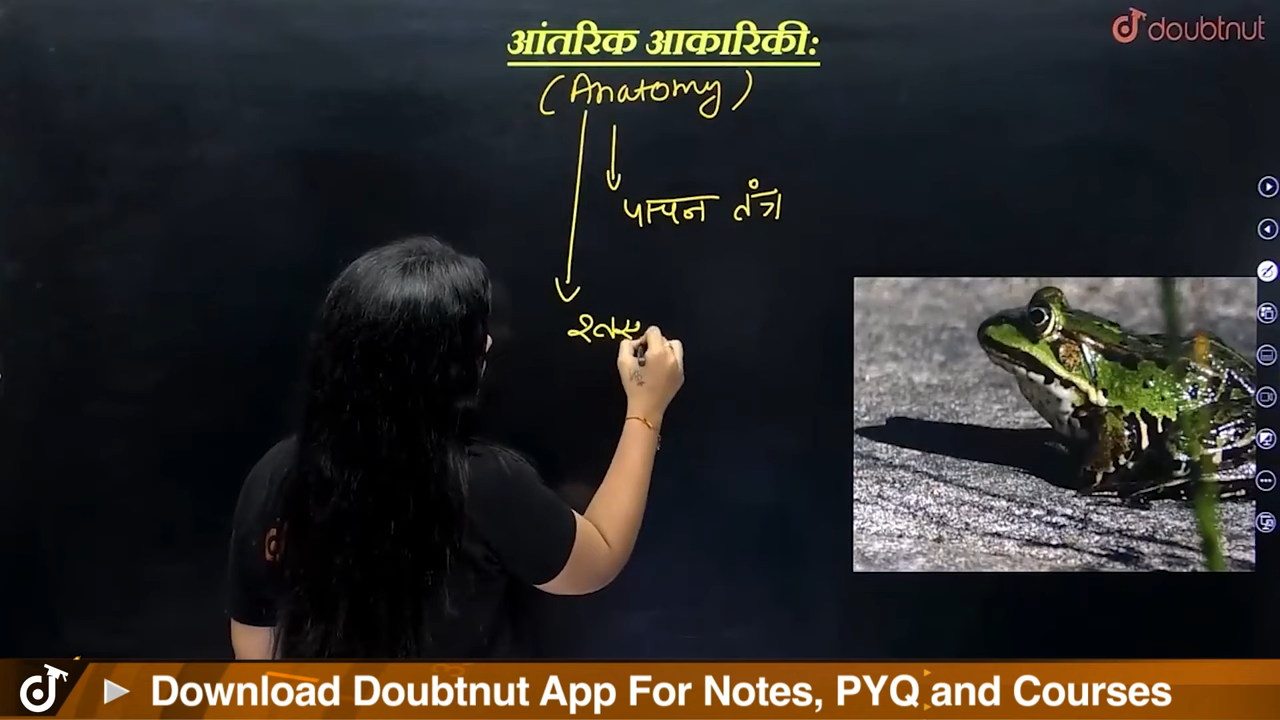 आंतरिक आकारिकी:
doubtnut
(Anatomy)
पाचन तंत्र
Download Doubtnut App For Notes, PYQ and Courses